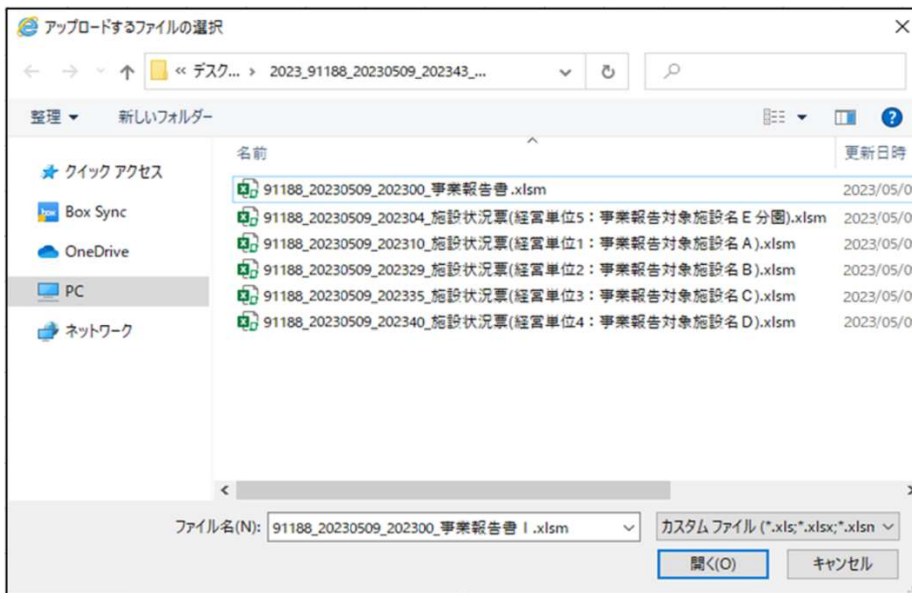 アップロードするファイルの選択
« デスク... › 2023_91188_20230509_202343_...
整理 新しいフォルダー
名前 更新日時
クイック アクセス
Box Sync
OneDrive
PC
ネットワーク
91188_20230509_202300_事業報告書.xlsm 2023/05/0
91188_20230509_202304_施設状況票(経営単位5：事業報告対象施設名E分園).xlsm 2023/05/0
91188_20230509_202310_施設状況票(経営単位1：事業報告対象施設名A).xlsm 2023/05/0
91188_20230509_202329_施設状況票(経営単位2：事業報告対象施設名B).xlsm 2023/05/0
91188_20230509_202335_施設状況票(経営単位3：事業報告対象施設名C).xlsm 2023/05/0
91188_20230509_202340_施設状況票(経営単位4：事業報告対象施設名D).xlsm 2023/05/0
ファイル名(N): 91188_20230509_202300_事業報告書Ⅰ.xlsm カスタム ファイル (*.xls;*.xlsx;*.xlsn
開く(O) キャンセル